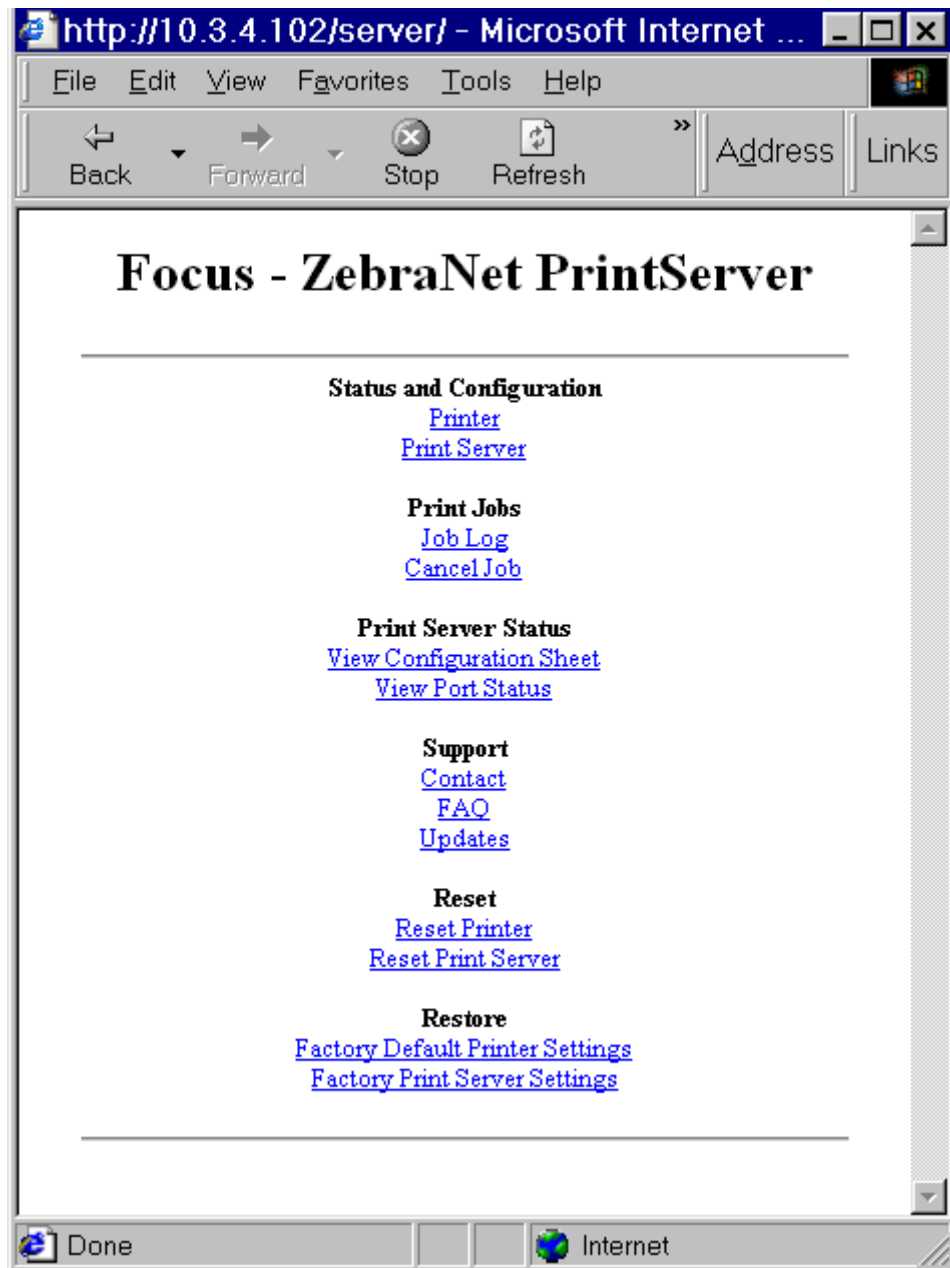 http://10.3.4.102/server/ - Microsoft Internet ...
File Edit View Favorites Tools Help
Back Forward Stop Refresh » Address Links
Focus - ZebraNet PrintServer
Status and Configuration
Printer
Print Server
Print Jobs
Job Log
Cancel Job
Print Server Status
View Configuration Sheet
View Port Status
Support
Contact
FAQ
Updates
Reset
Reset Printer
Reset Print Server
Restore
Factory Default Printer Settings
Factory Print Server Settings
Done Internet